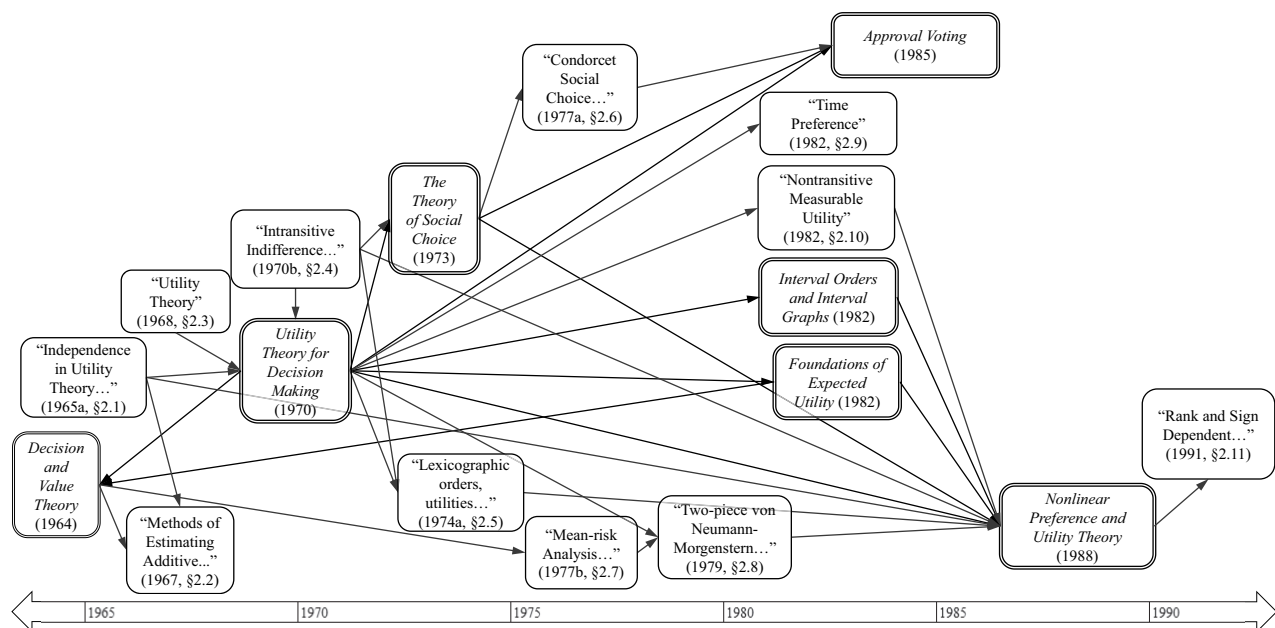 Approval Voting
(1985)
“Condorcet
Social
Choice…”
(1977a, §2.6)
“Time
Preference”
(1982, §2.9)
The
Theory
of Social
Choice
(1973)
“Nontransitive
Measurable
Utility”
(1982, §2.10)
“Intransitive
Indifference…”
(1970b, §2.4)
“Utility
Theory”
(1968, §2.3)
Interval Orders
and Interval
Graphs (1982)
Utility
Theory for
Decision
Making
(1970)
“Independence
in Utility
Theory…”
(1965a, §2.1)
Foundations of
Expected
Utility (1982)
“Rank and Sign
Dependent…”
(1991, §2.11)
Decision
and
Value
Theory
(1964)
“Lexicographic
orders,
utilities…”
(1974a, §2.5)
Nonlinear
Preference and
Utility Theory
(1988)
“Methods of
Estimating
Additive...”
(1967, §2.2)
“Mean-risk
Analysis…”
(1977b, §2.7)
“Two-piece von
Neumann-
Morgenstern…”
(1979, §2.8)
1965 1970 1975 1980 1985 1990